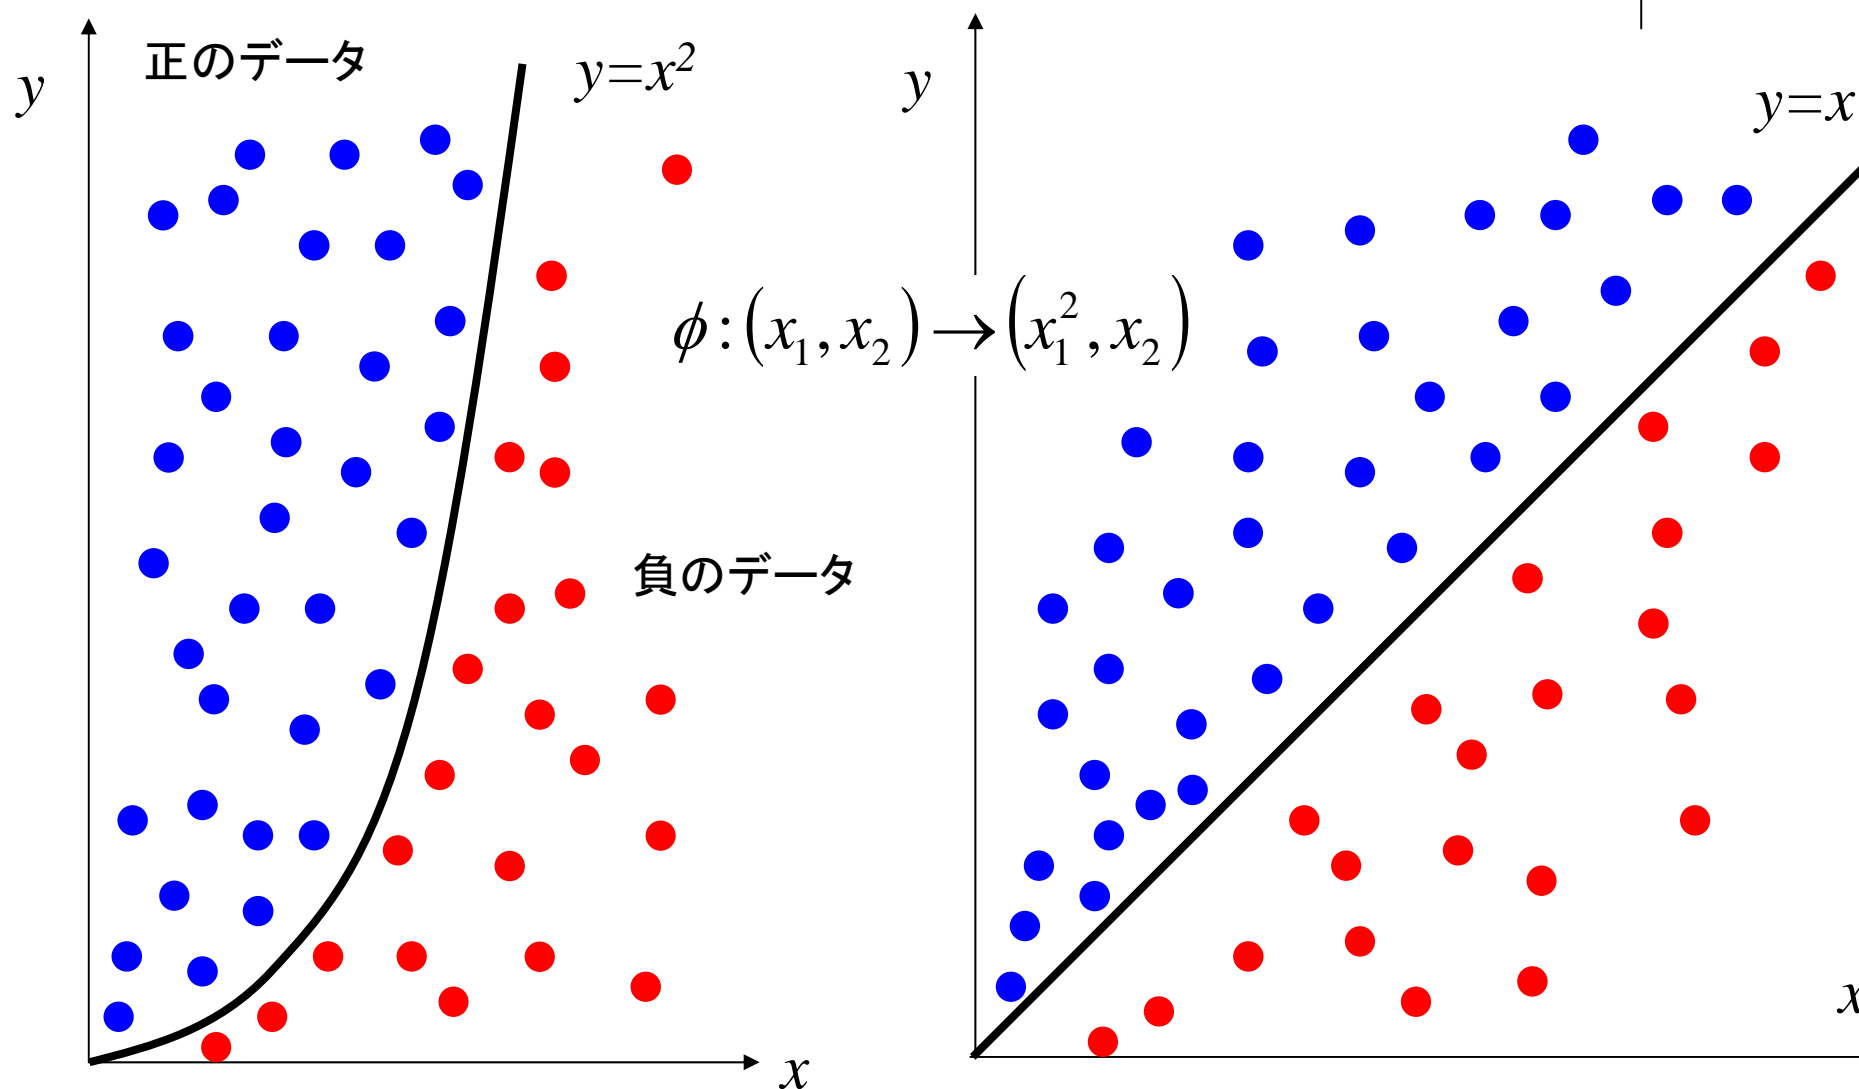 正のデータ
y=x²
y
y
y=x
φ:(x₁,x₂)→(x₁²,x₂)
負のデータ
x
x